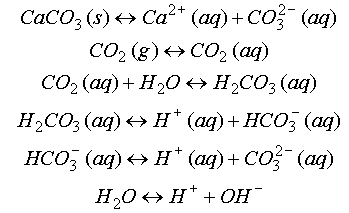 CaCO₃(s) ↔ Ca²⁺(aq) + CO₃²⁻(aq)
CO₂(g) ↔ CO₂(aq)
CO₂(aq) + H₂O ↔ H₂CO₃(aq)
H₂CO₃(aq) ↔ H⁺(aq) + HCO₃⁻(aq)
HCO₃⁻(aq) ↔ H⁺(aq) + CO₃²⁻(aq)
H₂O ↔ H⁺ + OH⁻